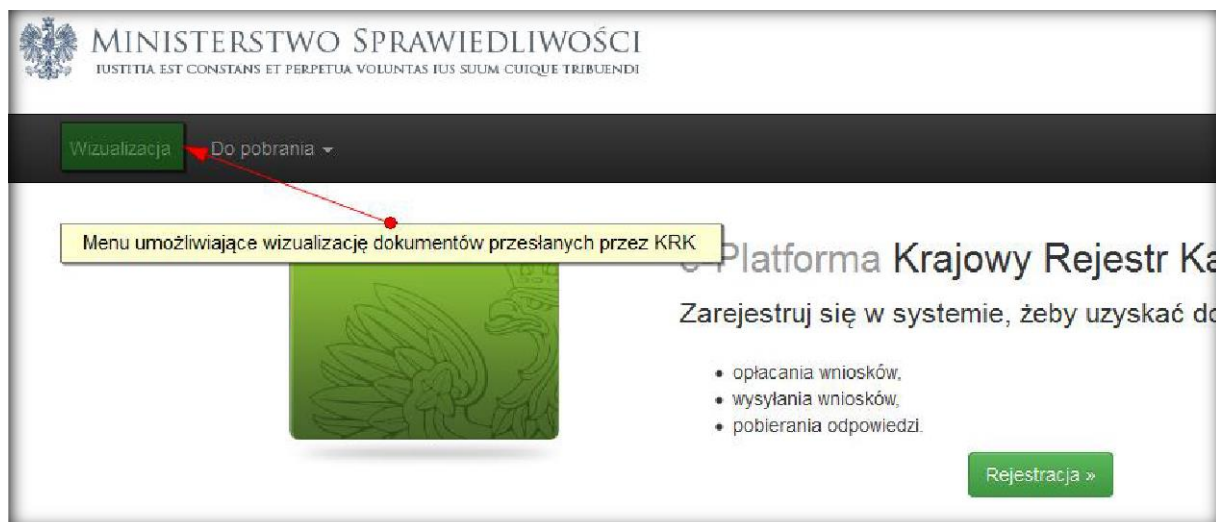 MINISTERSTWO SPRAWIEDLIWOŚCI
IUSTITIA EST CONSTANS ET PERPETUA VOLUNTAS IUS SUUM CUIQUE TRIBUENDI
Wizualizacja Do pobrania
Menu umożliwiające wizualizację dokumentów przesłanych przez KRK
Platforma Krajowy Rejestr Ka
Zarejestruj się w systemie, żeby uzyskać do
• opłacania wniosków,
• wysyłania wniosków,
• pobierania odpowiedzi.
Rejestracja »